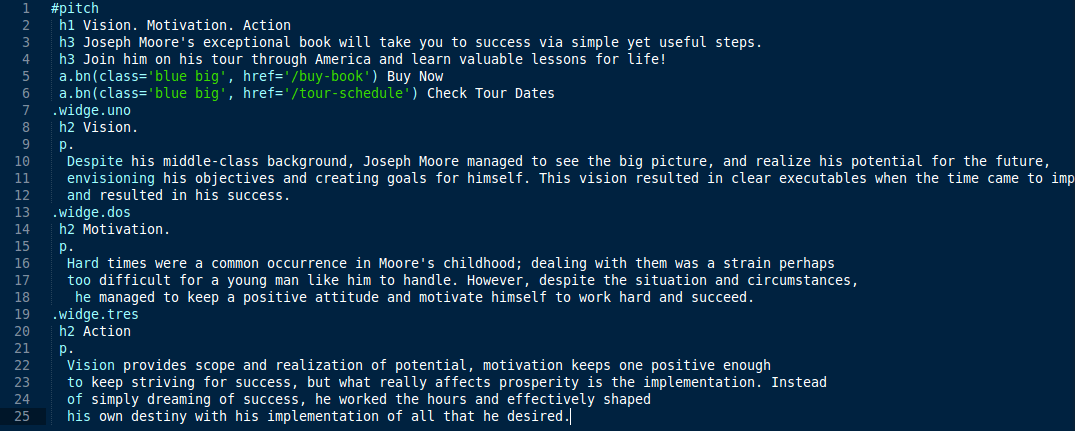 1 #pitch
2 h1 Vision. Motivation. Action
3 h3 Joseph Moore's exceptional book will take you to success via simple yet useful steps.
4 h3 Join him on his tour through America and learn valuable lessons for life!
5 a.bn(class='blue big', href='/buy-book') Buy Now
6 a.bn(class='blue big', href='/tour-schedule') Check Tour Dates
7 .widge.uno
8 h2 Vision.
9 p.
10 Despite his middle-class background, Joseph Moore managed to see the big picture, and realize his potential for the future,
11 envisioning his objectives and creating goals for himself. This vision resulted in clear executables when the time came to imp
12 and resulted in his success.
13 .widge.dos
14 h2 Motivation.
15 p.
16 Hard times were a common occurrence in Moore's childhood; dealing with them was a strain perhaps
17 too difficult for a young man like him to handle. However, despite the situation and circumstances,
18 he managed to keep a positive attitude and motivate himself to work hard and succeed.
19 .widge.tres
20 h2 Action
21 p.
22 Vision provides scope and realization of potential, motivation keeps one positive enough
23 to keep striving for success, but what really affects prosperity is the implementation. Instead
24 of simply dreaming of success, he worked the hours and effectively shaped
25 his own destiny with his implementation of all that he desired.